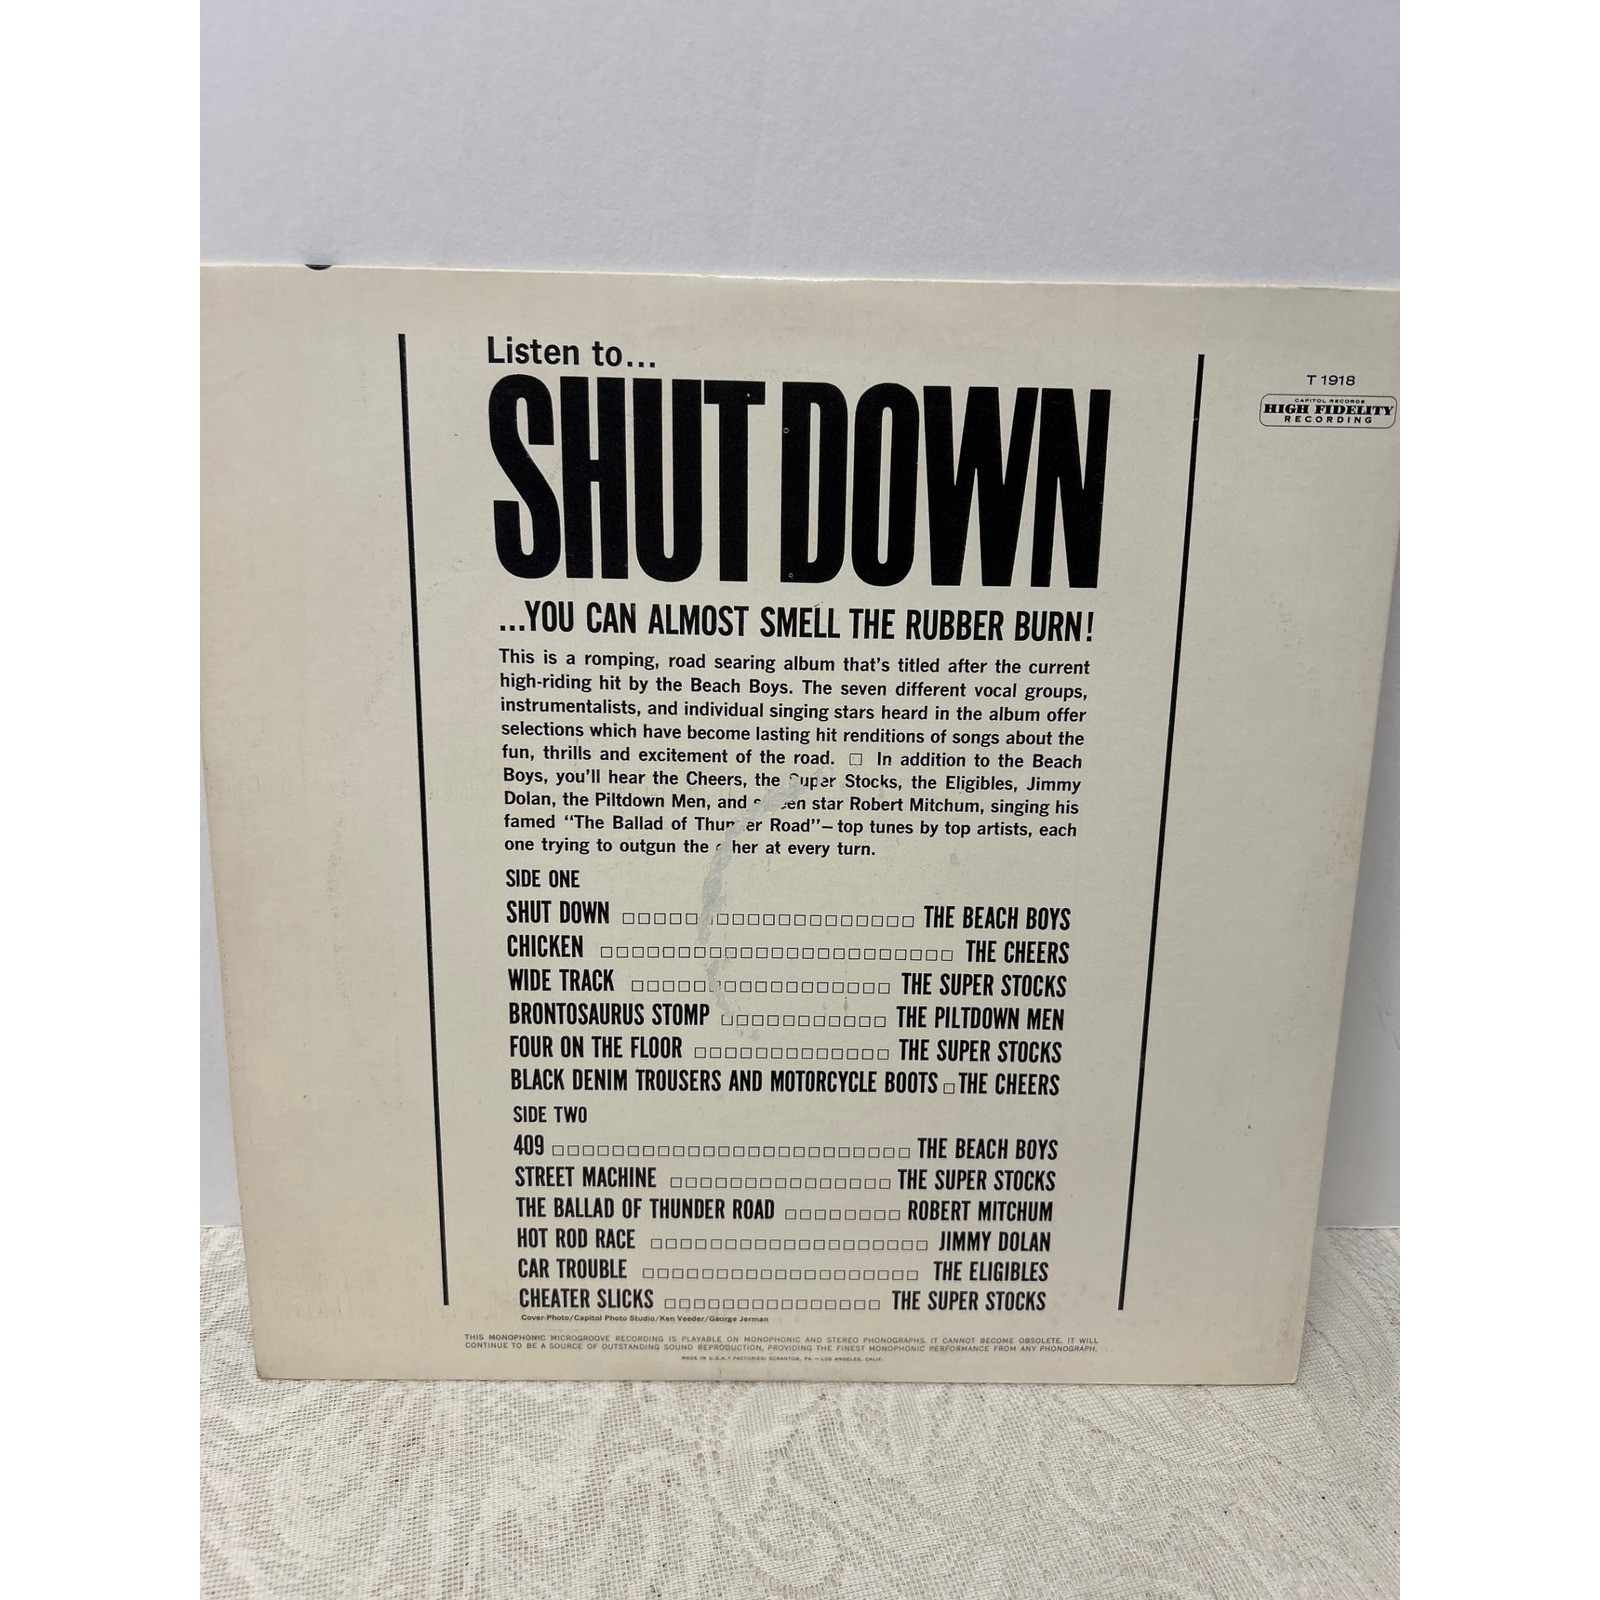 Listen to...
SHUT DOWN
T 1918
CAPITOL RECORDS
HIGH FIDELITY
RECORDING
...YOU CAN ALMOST SMELL THE RUBBER BURN!
This is a romping, road searing album that's titled after the current
high-riding hit by the Beach Boys. The seven different vocal groups,
instrumentalists, and individual singing stars heard in the album offer
selections which have become lasting hit renditions of songs about the
fun, thrills and excitement of the road. □ In addition to the Beach
Boys, you'll hear the Cheers, the Super Stocks, the Eligibles, Jimmy
Dolan, the Piltdown Men, and screen star Robert Mitchum, singing his
famed “The Ballad of Thunder Road”—top tunes by top artists, each
one trying to outgun the other at every turn.
SIDE ONE
SHUT DOWN □□□□□□□□□□□□□□□□□□□ THE BEACH BOYS
CHICKEN □□□□□□□□□□□□□□□□□□□□□□□ THE CHEERS
WIDE TRACK □□□□□□□□□□□□□□□□□ THE SUPER STOCKS
BRONTOSAURUS STOMP □□□□□□□□□□□ THE PILTDOWN MEN
FOUR ON THE FLOOR □□□□□□□□□□□□□ THE SUPER STOCKS
BLACK DENIM TROUSERS AND MOTORCYCLE BOOTS □ THE CHEERS
SIDE TWO
409 □□□□□□□□□□□□□□□□□□□□□□□□ THE BEACH BOYS
STREET MACHINE □□□□□□□□□□□□□□□ THE SUPER STOCKS
THE BALLAD OF THUNDER ROAD □□□□□□□□ ROBERT MITCHUM
HOT ROD RACE □□□□□□□□□□□□□□□□□□□ JIMMY DOLAN
CAR TROUBLE □□□□□□□□□□□□□□□□□□□ THE ELIGIBLES
CHEATER SLICKS □□□□□□□□□□□□□□□ THE SUPER STOCKS
Cover Photo/Capitol Photo Studio/Ken Veeder/George Jerman
THIS MONOPHONIC MICROGROOVE RECORDING IS PLAYABLE ON MONOPHONIC AND STEREO PHONOGRAPHS. IT CANNOT BECOME OBSOLETE. IT WILL
CONTINUE TO BE A SOURCE OF OUTSTANDING SOUND REPRODUCTION, PROVIDING THE FINEST MONOPHONIC PERFORMANCE FROM ANY PHONOGRAPH.
MADE IN U.S.A. • FACTORIES: SCRANTON, PA. — LOS ANGELES, CALIF.